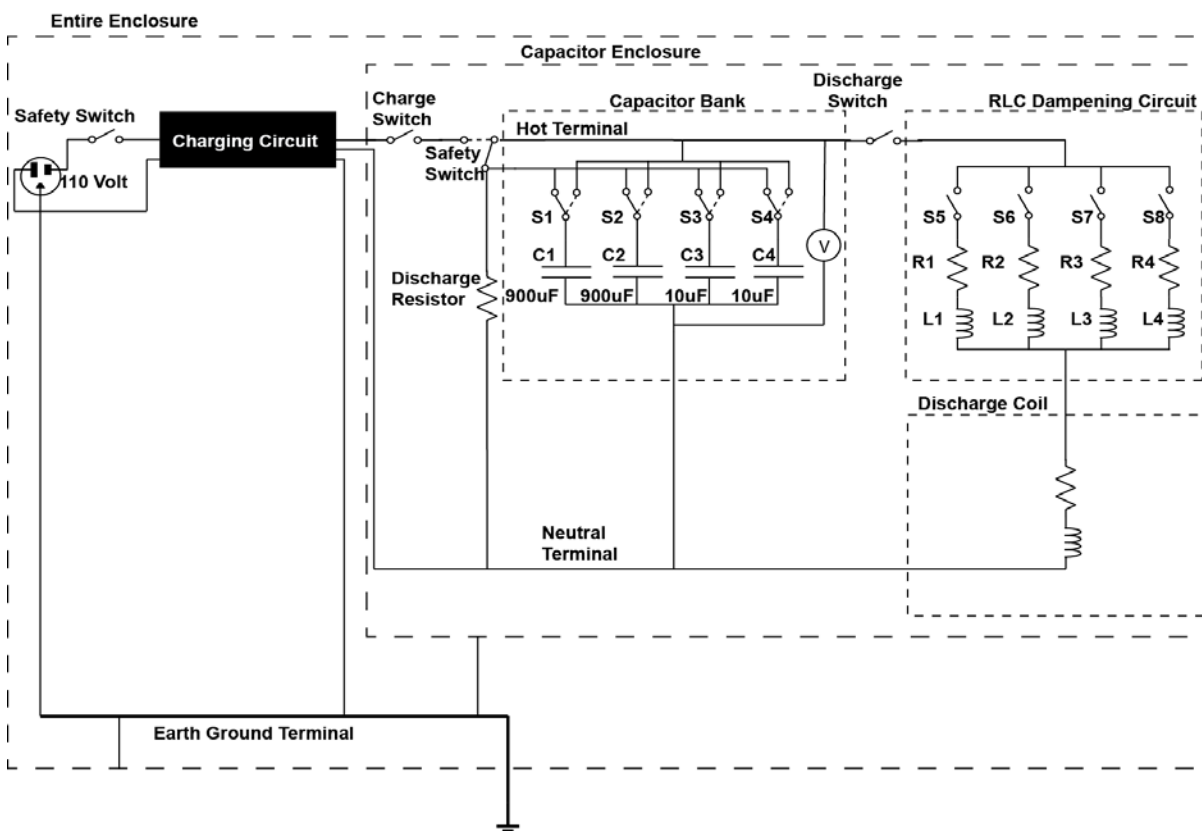 Entire Enclosure
Capacitor Enclosure
Safety Switch
Charging Circuit
110 Volt
Charge
Switch
Safety
Switch
Capacitor Bank
Hot Terminal
Discharge
Switch
RLC Dampening Circuit
S1 S2 S3 S4
V
C1 C2 C3 C4
900uF 900uF 10uF 10uF
Discharge
Resistor
S5 S6 S7 S8
R1 R2 R3 R4
L1 L2 L3 L4
Discharge Coil
Neutral
Terminal
Earth Ground Terminal